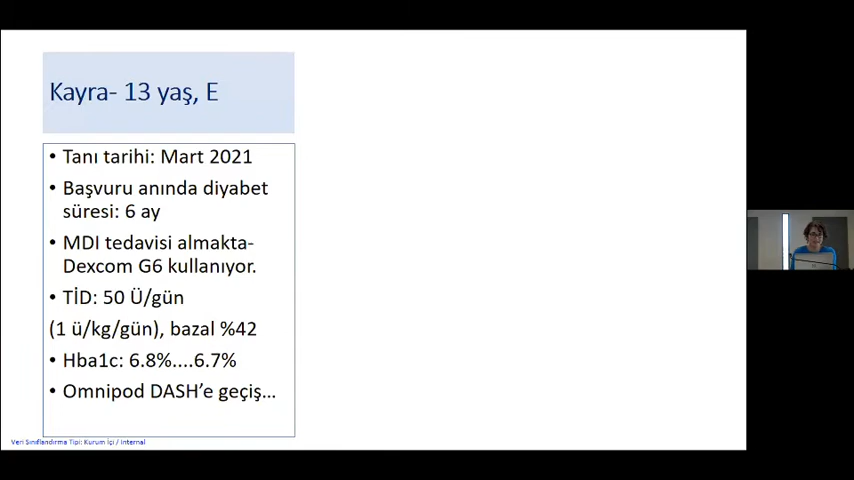 Kayra- 13 yaş, E
• Tanı tarihi: Mart 2021
• Başvuru anında diyabet
süresi: 6 ay
• MDI tedavisi almakta-
Dexcom G6 kullanıyor.
• TİD: 50 Ü/gün
(1 ü/kg/gün), bazal %42
• Hba1c: 6.8%....6.7%
• Omnipod DASH’e geçiş...
Veri Sınıflandırma Tipi: Kurum İçi / Internal